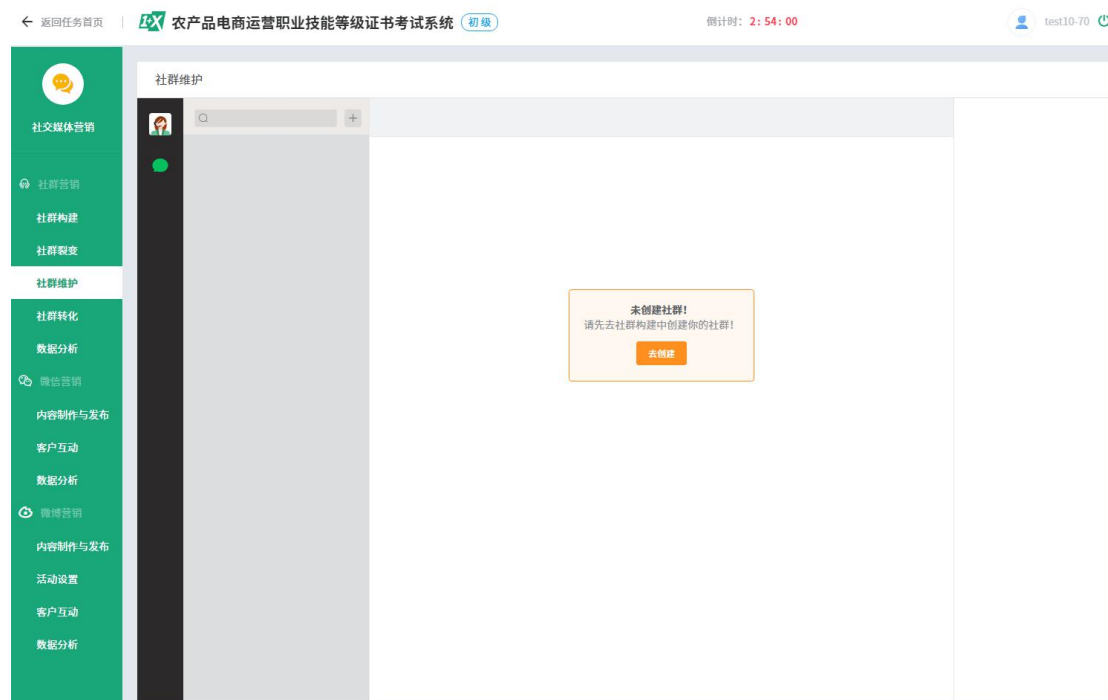 返回任务首页
1+X 农产品电商运营职业技能等级证书考试系统 初级
倒计时: 2:54:00
test10-70
社交媒体营销
社群营销
社群构建
社群裂变
社群维护
社群转化
数据分析
微信营销
内容制作与发布
客户互动
数据分析
微博营销
内容制作与发布
活动设置
客户互动
数据分析
社群维护
未创建社群!
请先去社群构建中创建你的社群!
去创建